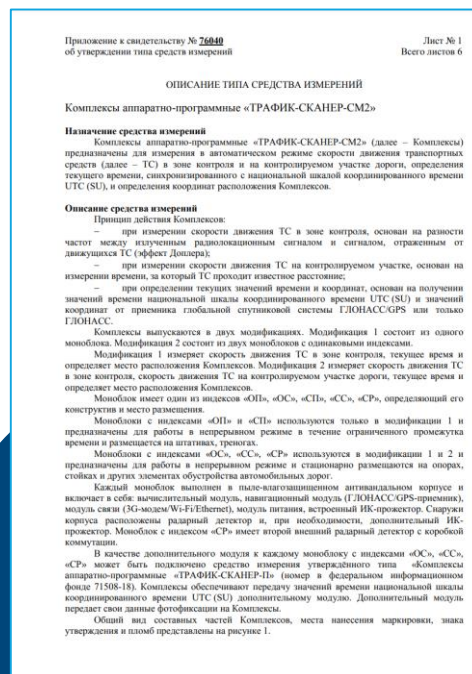 Приложение к свидетельству № 76040
об утверждении типа средств измерений
Лист № 1
Всего листов 6
ОПИСАНИЕ ТИПА СРЕДСТВА ИЗМЕРЕНИЙ
Комплексы аппаратно-программные «ТРАФИК-СКАНЕР-СМ2»
Назначение средства измерений
Комплексы аппаратно-программные «ТРАФИК-СКАНЕР-СМ2» (далее – Комплексы)
предназначены для измерения в автоматическом режиме скорости движения транспортных
средств (далее – ТС) в зоне контроля и на контролируемом участке дороги, определения
текущего времени, синхронизированного с национальной шкалой координированного времени
UTC (SU), и определения координат расположения Комплексов.
Описание средства измерений
Принцип действия Комплексов:
– при измерении скорости движения ТС в зоне контроля, основан на разности
частот между излученным радиолокационным сигналом и сигналом, отраженным от
движущихся ТС (эффект Доплера);
– при измерении скорости движения ТС на контролируемом участке, основан на
измерении времени, за который ТС проходит известное расстояние;
– при определении текущих значений времени и координат, основан на получении
значений времени национальной шкалы координированного времени UTC (SU) и значений
координат от приемника глобальной спутниковой системы ГЛОНАСС/GPS или только
ГЛОНАСС.
Комплексы выпускаются в двух модификациях. Модификация 1 состоит из одного
моноблока. Модификация 2 состоит из двух моноблоков с одинаковыми индексами.
Модификация 1 измеряет скорость движения ТС в зоне контроля, текущее время и
определяет место расположения Комплексов. Модификация 2 измеряет скорость движения ТС
в зоне контроля, скорость движения ТС на контролируемом участке дороги, текущее время и
определяет место расположения Комплексов.
Моноблок имеет один из индексов «ОП», «ОС», «СП», «СС», «СР», определяющий его
конструктив и место размещения.
Моноблоки с индексами «ОП» и «СП» используются только в модификации 1 и
предназначены для работы в непрерывном режиме в течение ограниченного промежутка
времени и размещается на штативах, треногах.
Моноблоки с индексами «ОС», «СС», «СР» используются в модификации 1 и 2 и
предназначены для работы в непрерывном режиме и стационарно размещаются на опорах,
стойках и других элементах обустройства автомобильных дорог.
Каждый моноблок выполнен в пыле-влагозащищенном антивандальном корпусе и
включает в себя: вычислительный модуль, навигационный модуль (ГЛОНАСС/GPS-приемник),
модуль связи (3G-модем/Wi-Fi/Ethernet), модуль питания, встроенный ИК-прожектор. Снаружи
корпуса расположены радарный детектор и, при необходимости, дополнительный ИК-
прожектор. Моноблок с индексом «СР» имеет второй внешний радарный детектор с коробкой
коммутации.
В качестве дополнительного модуля к каждому моноблоку с индексами «ОС», «СС»,
«СР» может быть подключено средство измерения утверждённого типа «Комплексы
аппаратно-программные «ТРАФИК-СКАНЕР-П» (номер в федеральном информационном
фонде 71508-18). Комплексы обеспечивают передачу значений времени национальной шкалы
координированного времени UTC (SU) дополнительному модулю. Дополнительный модуль
передает свои данные фотофиксации на Комплексы.
Общий вид составных частей Комплексов, места нанесения маркировки, знака
утверждения и пломб представлены на рисунке 1.